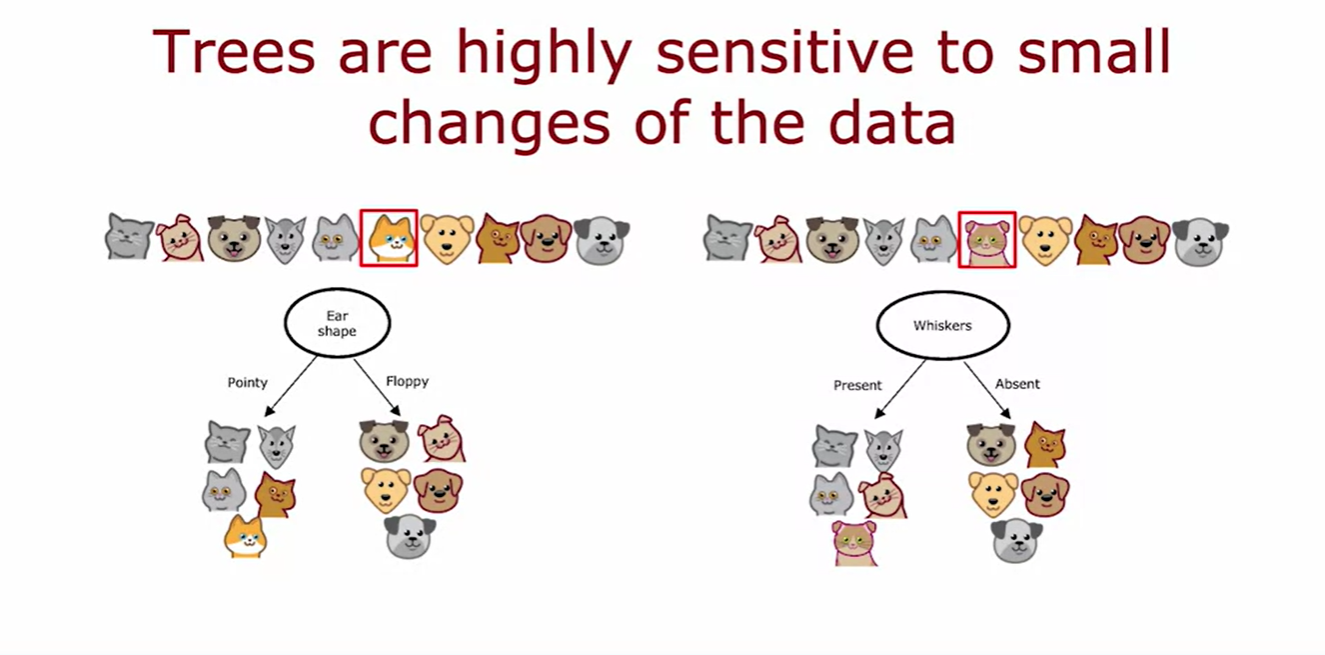 Trees are highly sensitive to small
changes of the data
Ear
shape
Pointy
Floppy
Whiskers
Present
Absent